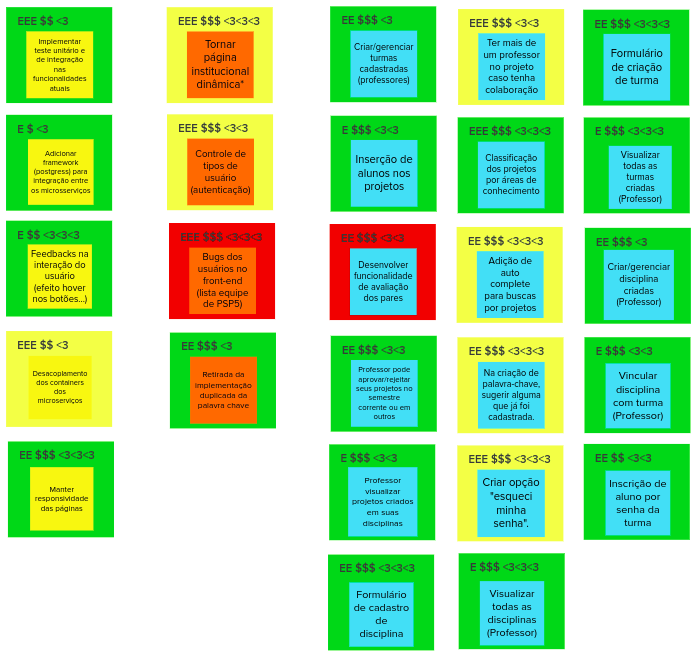 EEE $$ <3
Implementar
teste unitário e
de integração
nas
funcionalidades
atuais
E $ <3
Adicionar
framework
(postgress) para
integração entre
os microsserviços
E $$ <3<3<3
Feedbacks na
interação do
usuário
(efeito hover
nos botões...)
EEE $$ <3
Desacoplamento
dos containers
dos
microserviços
EE $$$ <3<3<3
Manter
responsividade
das páginas
EEE $$$ <3<3<3
Tornar
página
institucional
dinâmica*
EEE $$$ <3<3
Controle de
tipos de
usuário
(autenticação)
EEE $$$ <3<3<3
Bugs dos
usuários no
front-end
(lista equipe
de PSP5)
EE $$$ <3
Retirada da
implementação
duplicada da
palavra chave
EE $$$ <3<3
Criar/gerenciar
turmas
cadastradas
(professores)
E $$$ <3<3
Inserção de
alunos nos
projetos
EE $$$ <3<3
Desenvolver
funcionalidade
de avaliação
dos pares
EE $$$ <3<3
Professor pode
aprovar/rejeitar
seus projetos no
semestre
corrente ou em
outros
E $$$ <3<3<3
Professor
visualizar
projetos criados
em suas
disciplinas
EE $$$ <3<3<3
Formulário
de cadastro
de
disciplina
EEE $$$ <3<3
Ter mais de
um professor
no projeto
caso tenha
colaboração
EEE $$$ <3<3<3
Classificação
dos projetos
por áreas de
conhecimento
EE $$ <3<3<3
Adição de
auto
complete
para buscas
por projetos
EE $$$ <3<3<3
Na criação de
palavra-chave,
sugerir alguma
que já foi
cadastrada.
EEE $$$ <3<3<3
Criar opção
"esqueci
minha
senha".
E $$$ <3<3<3
Visualizar
todas as
disciplinas
(Professor)
EE $$$ <3<3<3
Formulário
de criação
de turma
E $$$ <3<3<3
Visualizar
todas as
turmas
criadas
(Professor)
EE $$$ <3
Criar/gerenciar
disciplina
criadas
(Professor)
E $$$ <3<3<3
Vincular
disciplina
com turma
(Professor)
EE $$ <3<3
Inscrição de
aluno por
senha da
turma